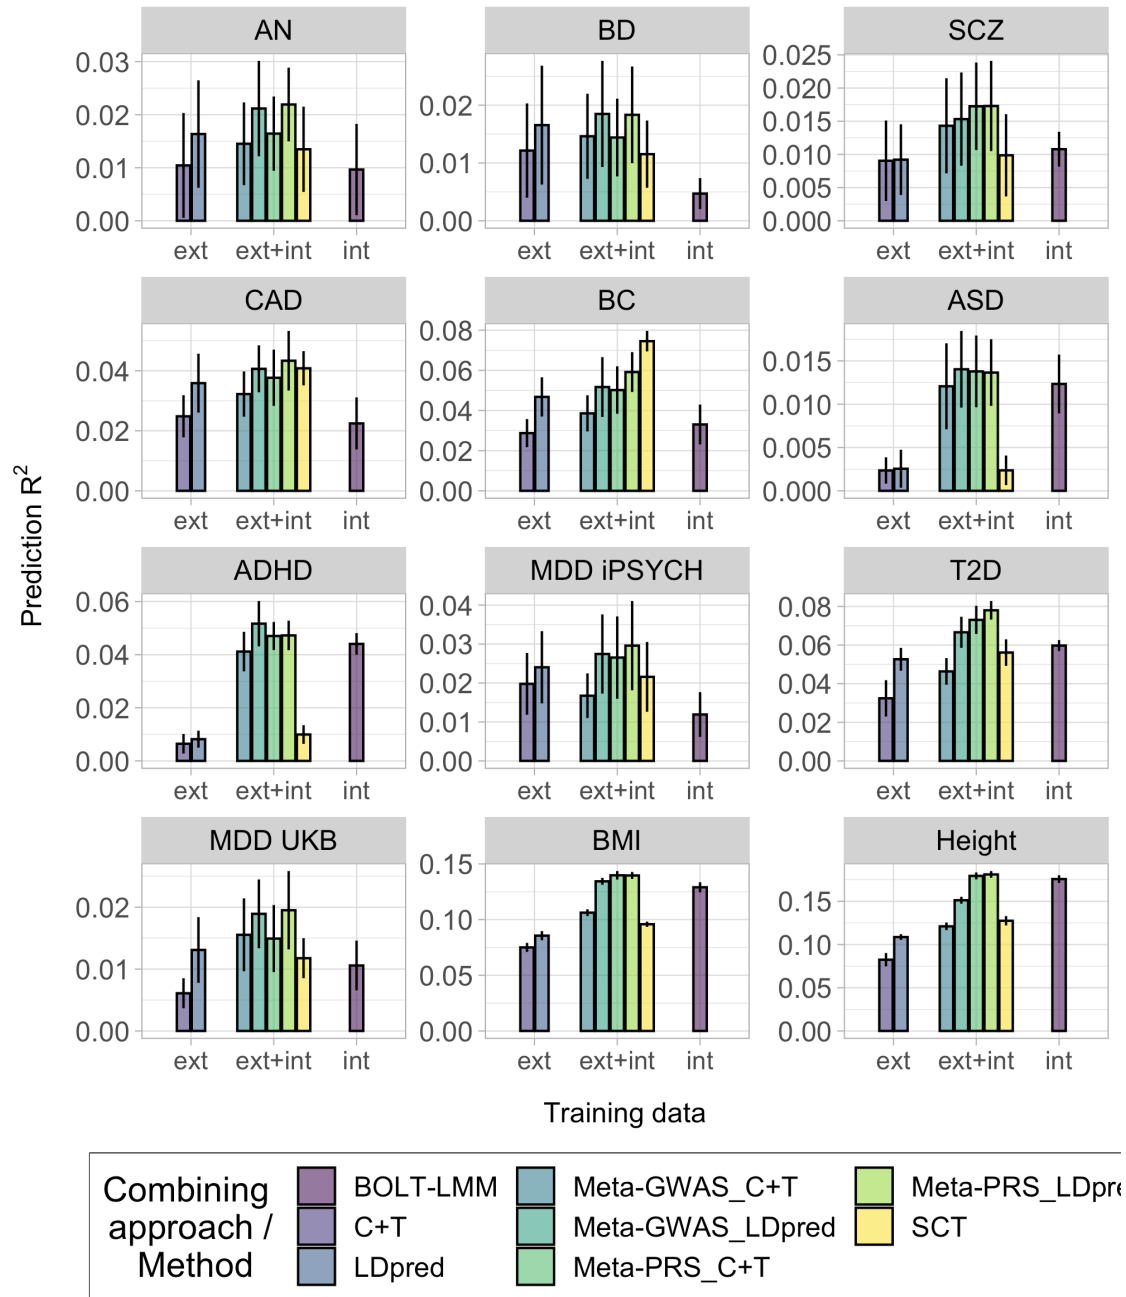 AN
BD
SCZ
0.03
0.02
0.01
0.00
0.02
0.01
0.00
0.025
0.020
0.015
0.010
0.005
0.000
ext ext+int int
ext ext+int int
ext ext+int int
CAD
BC
ASD
0.04
0.02
0.00
0.08
0.06
0.04
0.02
0.00
0.015
0.010
0.005
0.000
ext ext+int int
ext ext+int int
ext ext+int int
Prediction R²
ADHD
MDD iPSYCH
T2D
0.06
0.04
0.02
0.00
0.04
0.03
0.02
0.01
0.00
0.08
0.06
0.04
0.02
0.00
ext ext+int int
ext ext+int int
ext ext+int int
MDD UKB
BMI
Height
0.02
0.01
0.00
0.15
0.10
0.05
0.00
0.15
0.10
0.05
0.00
ext ext+int int
ext ext+int int
ext ext+int int
Training data
Combining
approach /
Method
BOLT-LMM
C+T
LDpred
Meta-GWAS_C+T
Meta-GWAS_LDpred
Meta-PRS_C+T
Meta-PRS_LDpre
SCT